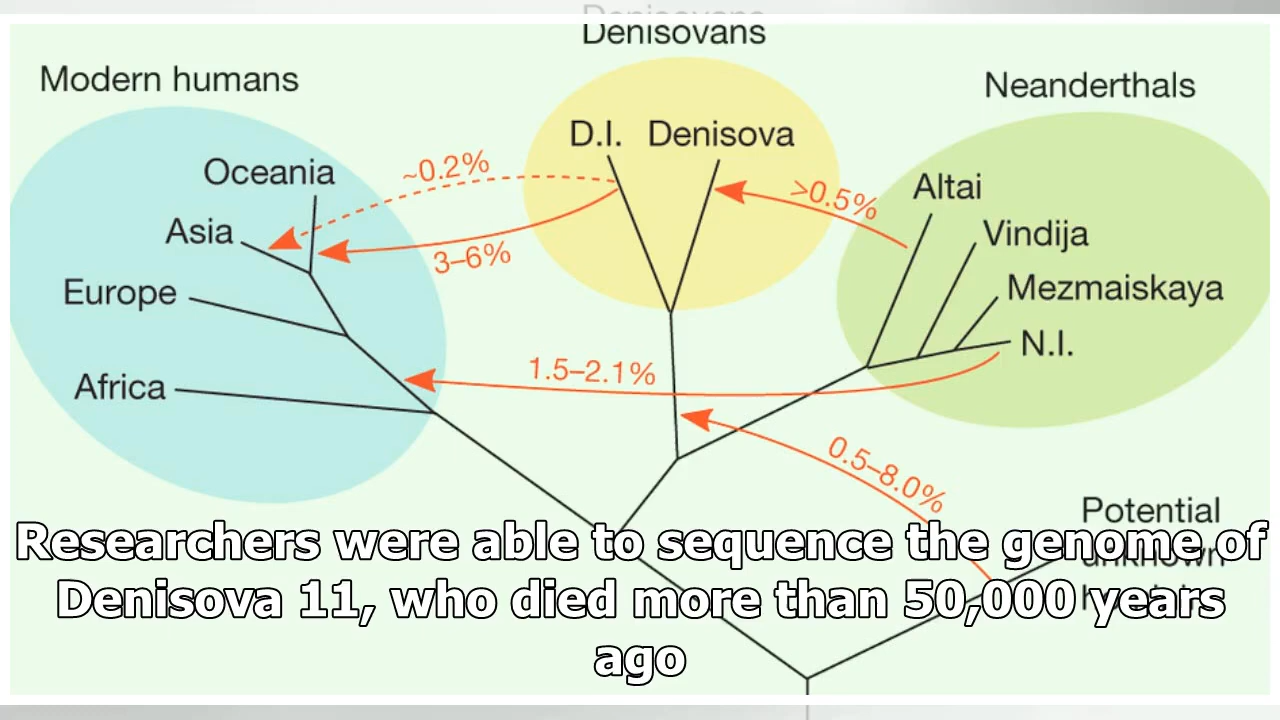 Denisovans
Modern humans
Neanderthals
D.I. Denisova
Oceania
~0.2%
>0.5%
Altai
Asia
Vindija
3–6%
Europe
Mezmaiskaya
N.I.
1.5–2.1%
Africa
0.5–8.0%
Potential
unknown
Researchers were able to sequence the genome of
Denisova 11, who died more than 50,000 years
ago